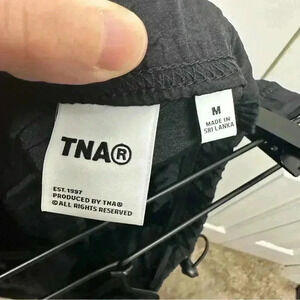 TNA®
EST. 1997
PRODUCED BY TNA®
©ALL RIGHTS RESERVED
M
MADE IN
SRI LANKA